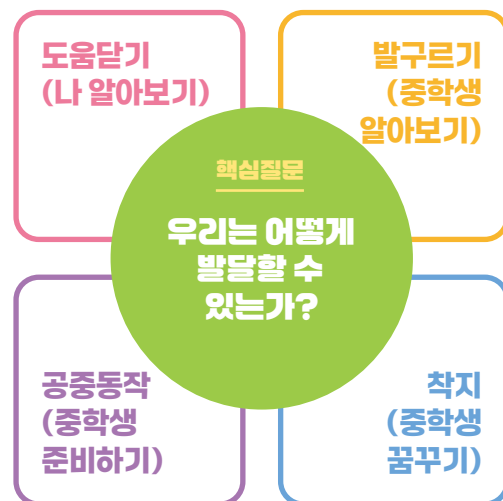 도움닫기
(나 알아보기)
발구르기
(중학생
알아보기)
핵심질문
우리는 어떻게
발달할 수
있는가?
공중동작
(중학생
준비하기)
착지
(중학생
꿈꾸기)